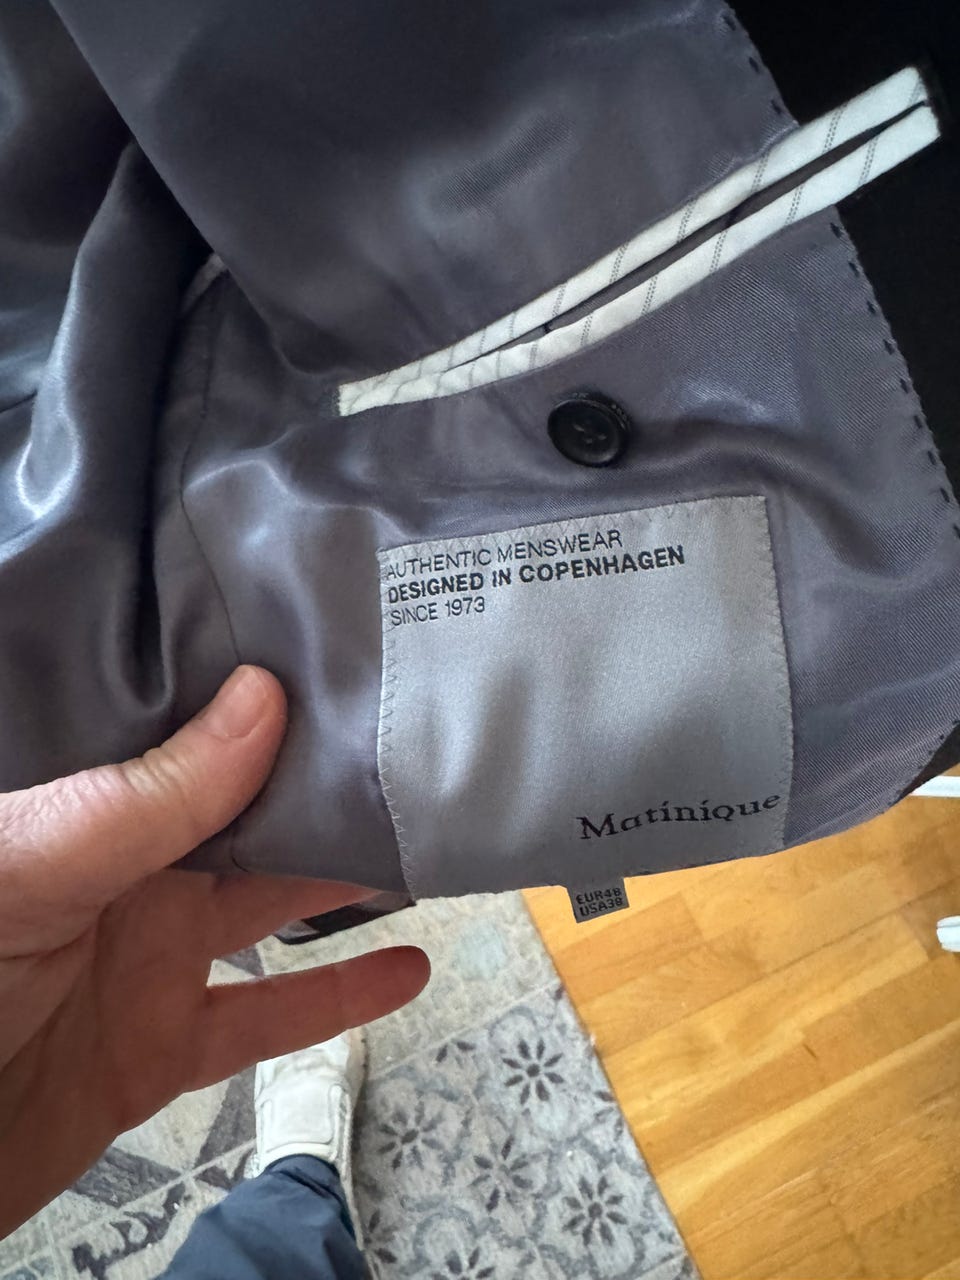 AUTHENTIC MENSWEAR
DESIGNED IN COPENHAGEN
SINCE 1973
Matinique
EUR48
USA38